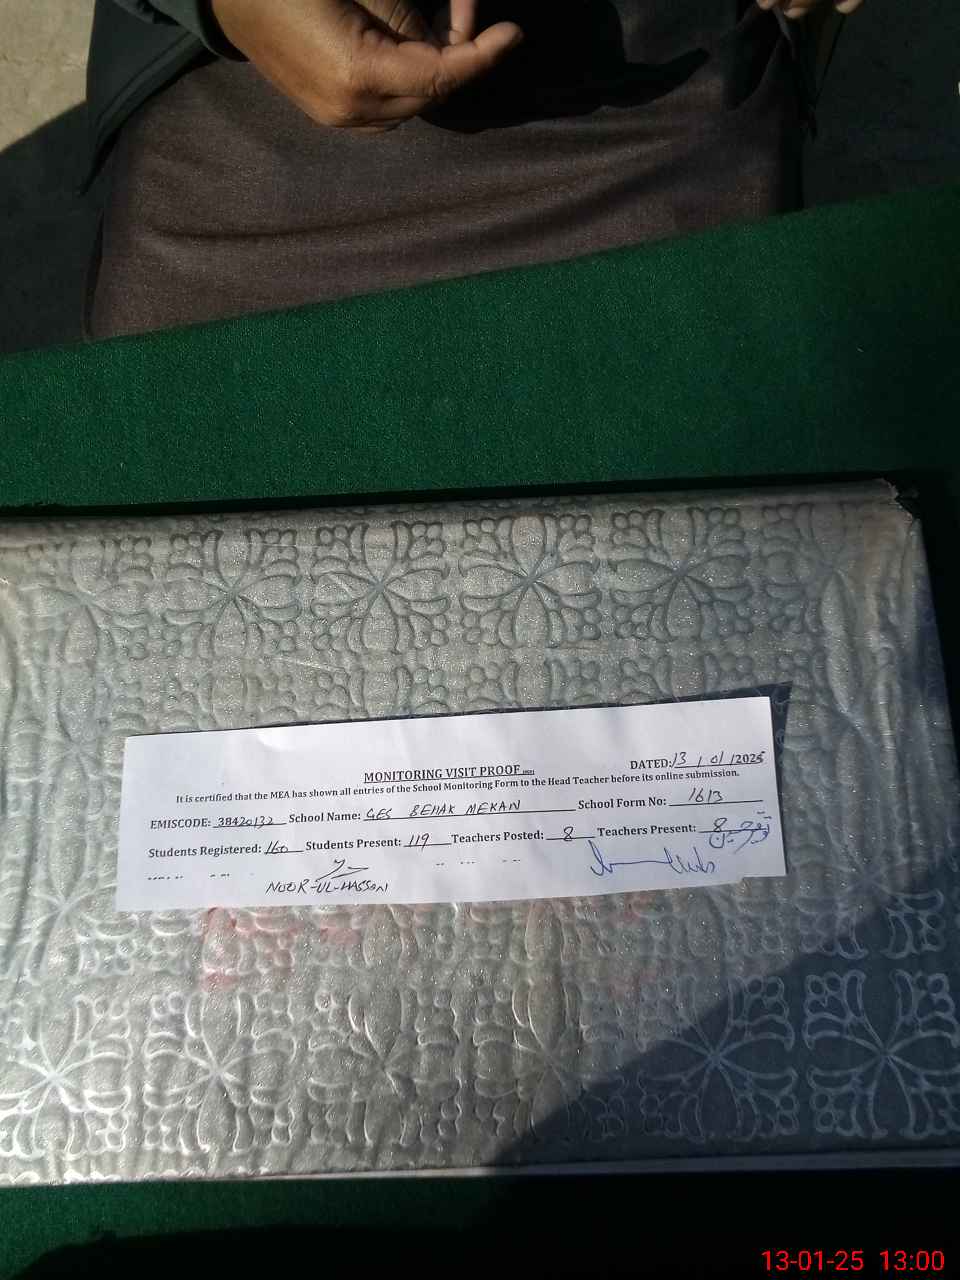 MONITORING VISIT PROOF
DATED: 13 / 01 /2025
It is certified that the MEA has shown all entries of the School Monitoring Form to the Head Teacher before its online submission.
EMISCODE: 38420132 School Name: GES BEHAK MEKAN School Form No: 1613
Students Registered: 160 Students Present: 119 Teachers Posted: 8 Teachers Present: 8
NOOR-UL-HASSAN
13-01-25 13:00